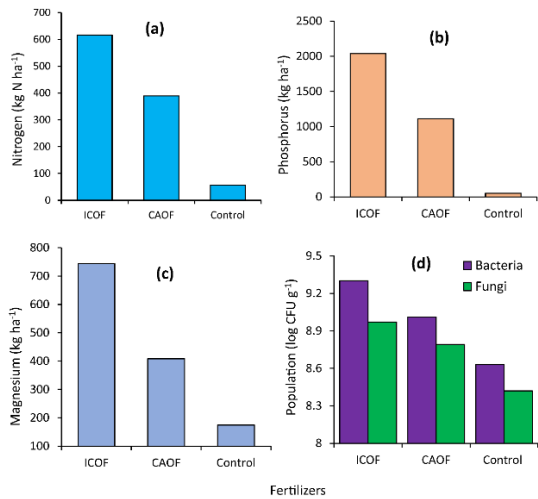 (a)
Nitrogen (kg N ha⁻¹)
700
600
500
400
300
200
100
0
ICOF CAOF Control
(b)
Phosphorus (kg ha⁻¹)
2500
2000
1500
1000
500
0
ICOF CAOF Control
(c)
Magnesium (kg ha⁻¹)
800
700
600
500
400
300
200
100
ICOF CAOF Control
(d)
Bacteria
Fungi
Population (log CFU g⁻¹)
9.5
9.2
8.9
8.6
8.3
8
ICOF CAOF Control
Fertilizers